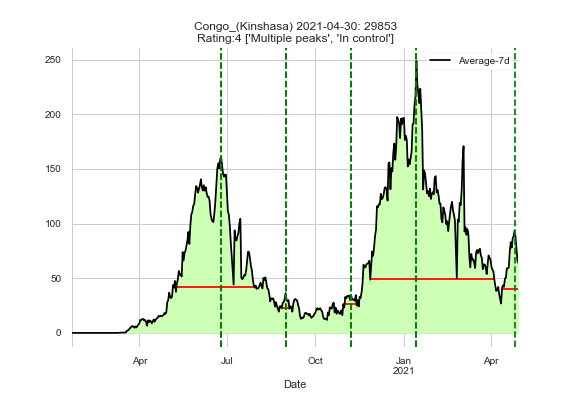 Congo_(Kinshasa) 2021-04-30: 29853
Rating:4 ['Multiple peaks', 'In control']
Average-7d
250
200
150
100
50
0
Apr
Jul
Oct
Jan
2021
Apr
Date